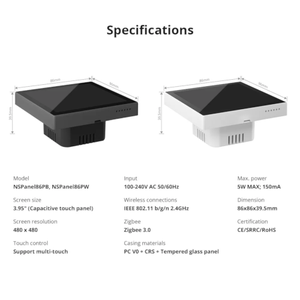 Specifications
Model
NSPanel86PB, NSPanel86PW
Input
100-240V AC 50/60Hz
Max. power
5W MAX; 150mA
Screen size
3.95" (Capacitive touch panel)
Wireless connections
IEEE 802.11 b/g/n 2.4GHz
Dimension
86x86x39.5mm
Screen resolution
480 x 480
Zigbee
Zigbee 3.0
Certification
CE/SRRC/RoHS
Touch control
Support multi-touch
Casing materials
PC V0 + CRS + Tempered glass panel